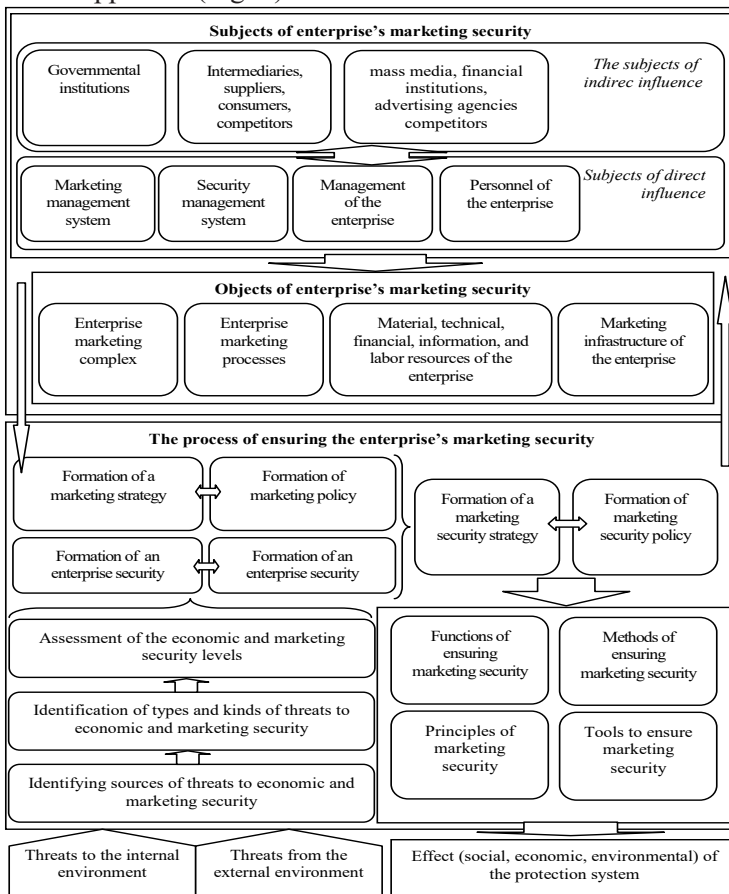 Subjects of enterprise's marketing security
Governmental
institutions
Intermediaries,
suppliers,
consumers,
competitors
mass media, financial
institutions,
advertising agencies
competitors
The subjects of
indirec influence
Marketing
management
system
Security
management
system
Management
of the
enterprise
Personnel of
the enterprise
Subjects of direct
influence
Objects of enterprise's marketing security
Enterprise
marketing
complex
Enterprise
marketing
processes
Material, technical,
financial, information, and
labor resources of the
enterprise
Marketing
infrastructure of
the enterprise
The process of ensuring the enterprise's marketing security
Formation of a
marketing strategy
Formation of
marketing policy
Formation of an
enterprise security
Formation of an
enterprise security
Formation of a
marketing
security strategy
Formation of
marketing
security policy
Assessment of the economic and marketing
security levels
Identification of types and kinds of threats to
economic and marketing security
Identifying sources of threats to economic and
marketing security
Functions of
ensuring
marketing security
Methods of
ensuring
marketing security
Principles of
marketing
security
Tools to ensure
marketing
security
Threats to the internal
environment
Threats from the
external environment
Effect (social, economic, environmental) of
the protection system